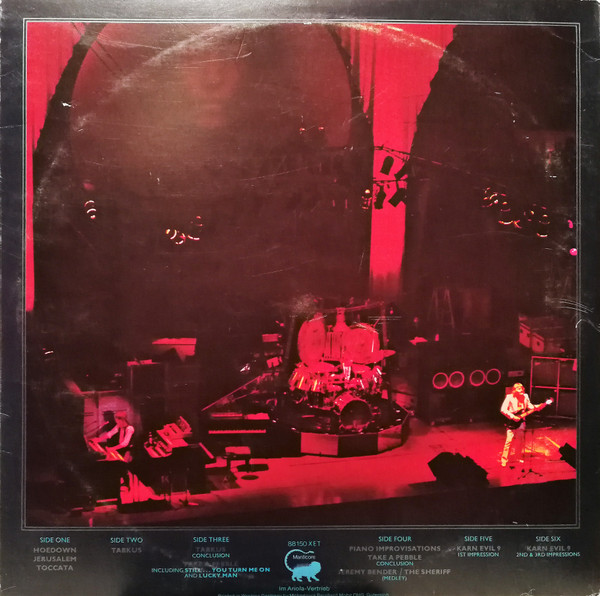 SIDE ONE
HOEDOWN
JERUSALEM
TOCCATA
SIDE TWO
TARKUS
SIDE THREE
TARKUS
CONCLUSION
TAKE A PEBBLE
INCLUDING STILL...YOU TURN ME ON
AND LUCKY MAN
88 150 XET
Manticore
Im Ariola-Vertrieb
SIDE FOUR
PIANO IMPROVISATIONS
TAKE A PEBBLE
CONCLUSION
JEREMY BENDER / THE SHERIFF
(MEDLEY)
SIDE FIVE
KARN EVIL 9
1ST IMPRESSION
SIDE SIX
KARN EVIL 9
2ND & 3RD IMPRESSIONS